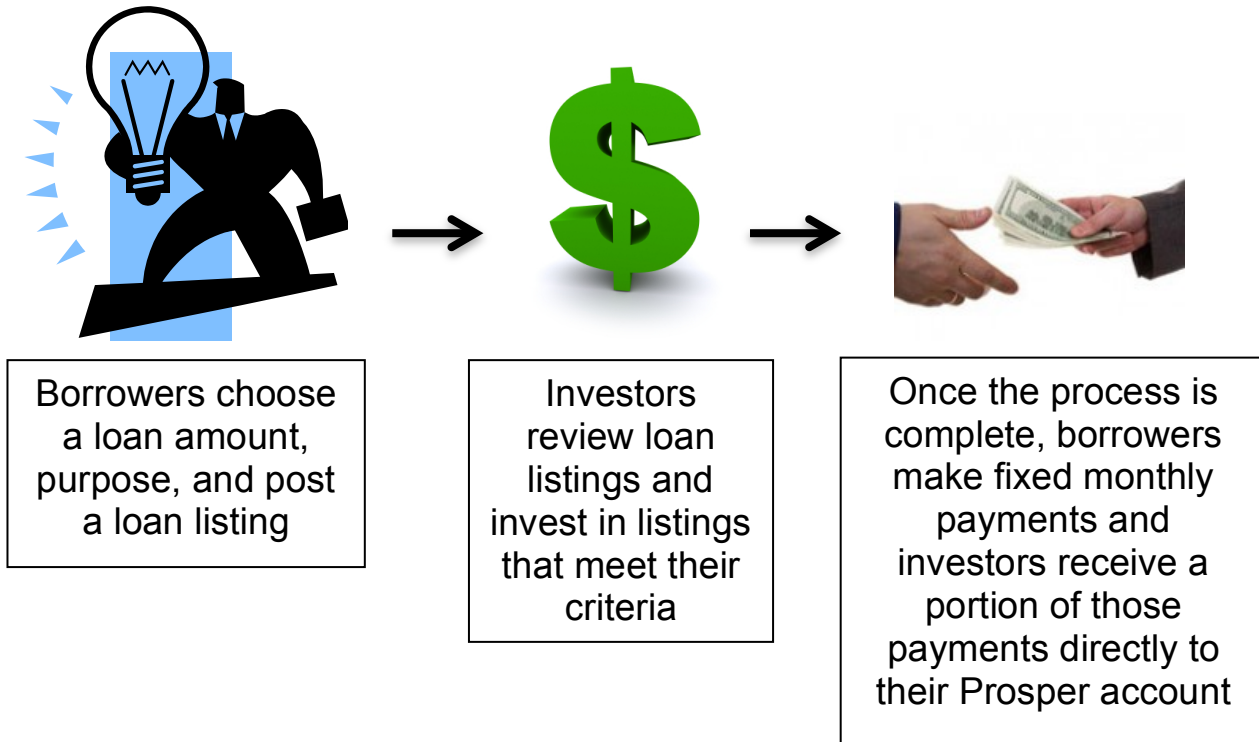 Borrowers choose
a loan amount,
purpose, and post
a loan listing
Investors
review loan
listings and
invest in listings
that meet their
criteria
Once the process is
complete, borrowers
make fixed monthly
payments and
investors receive a
portion of those
payments directly to
their Prosper account